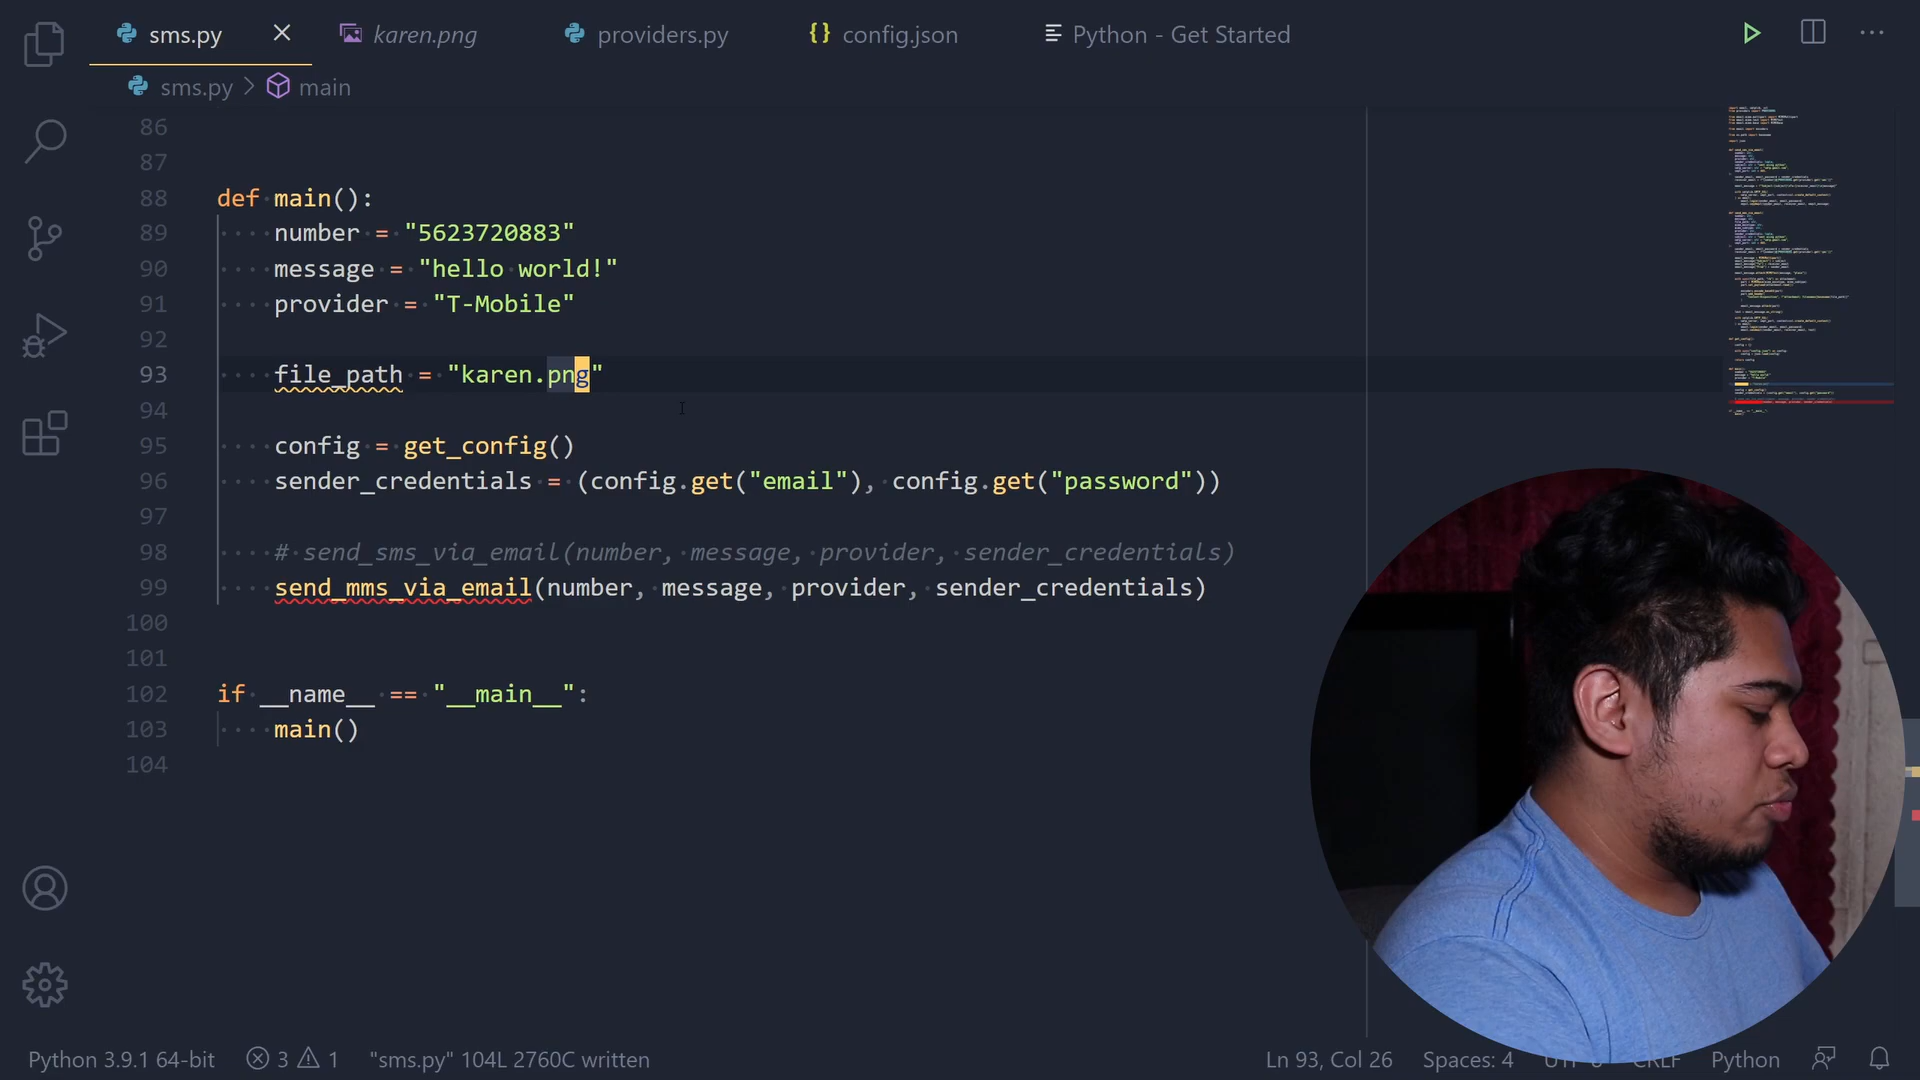 sms.py karen.png providers.py config.json Python - Get Started
sms.py > main
86
87
88 def main():
89 number = "5623720883"
90 message = "hello world!"
91 provider = "T-Mobile"
92
93 file_path = "karen.png"
94
95 config = get_config()
96 sender_credentials = (config.get("email"), config.get("password"))
97
98 # send_sms_via_email(number, message, provider, sender_credentials)
99 send_mms_via_email(number, message, provider, sender_credentials)
100
101
102 if __name__ == "__main__":
103 main()
104
Python 3.9.1 64-bit 3 1 "sms.py" 104L 2760C written Ln 93, Col 26 Spaces: 4 Python